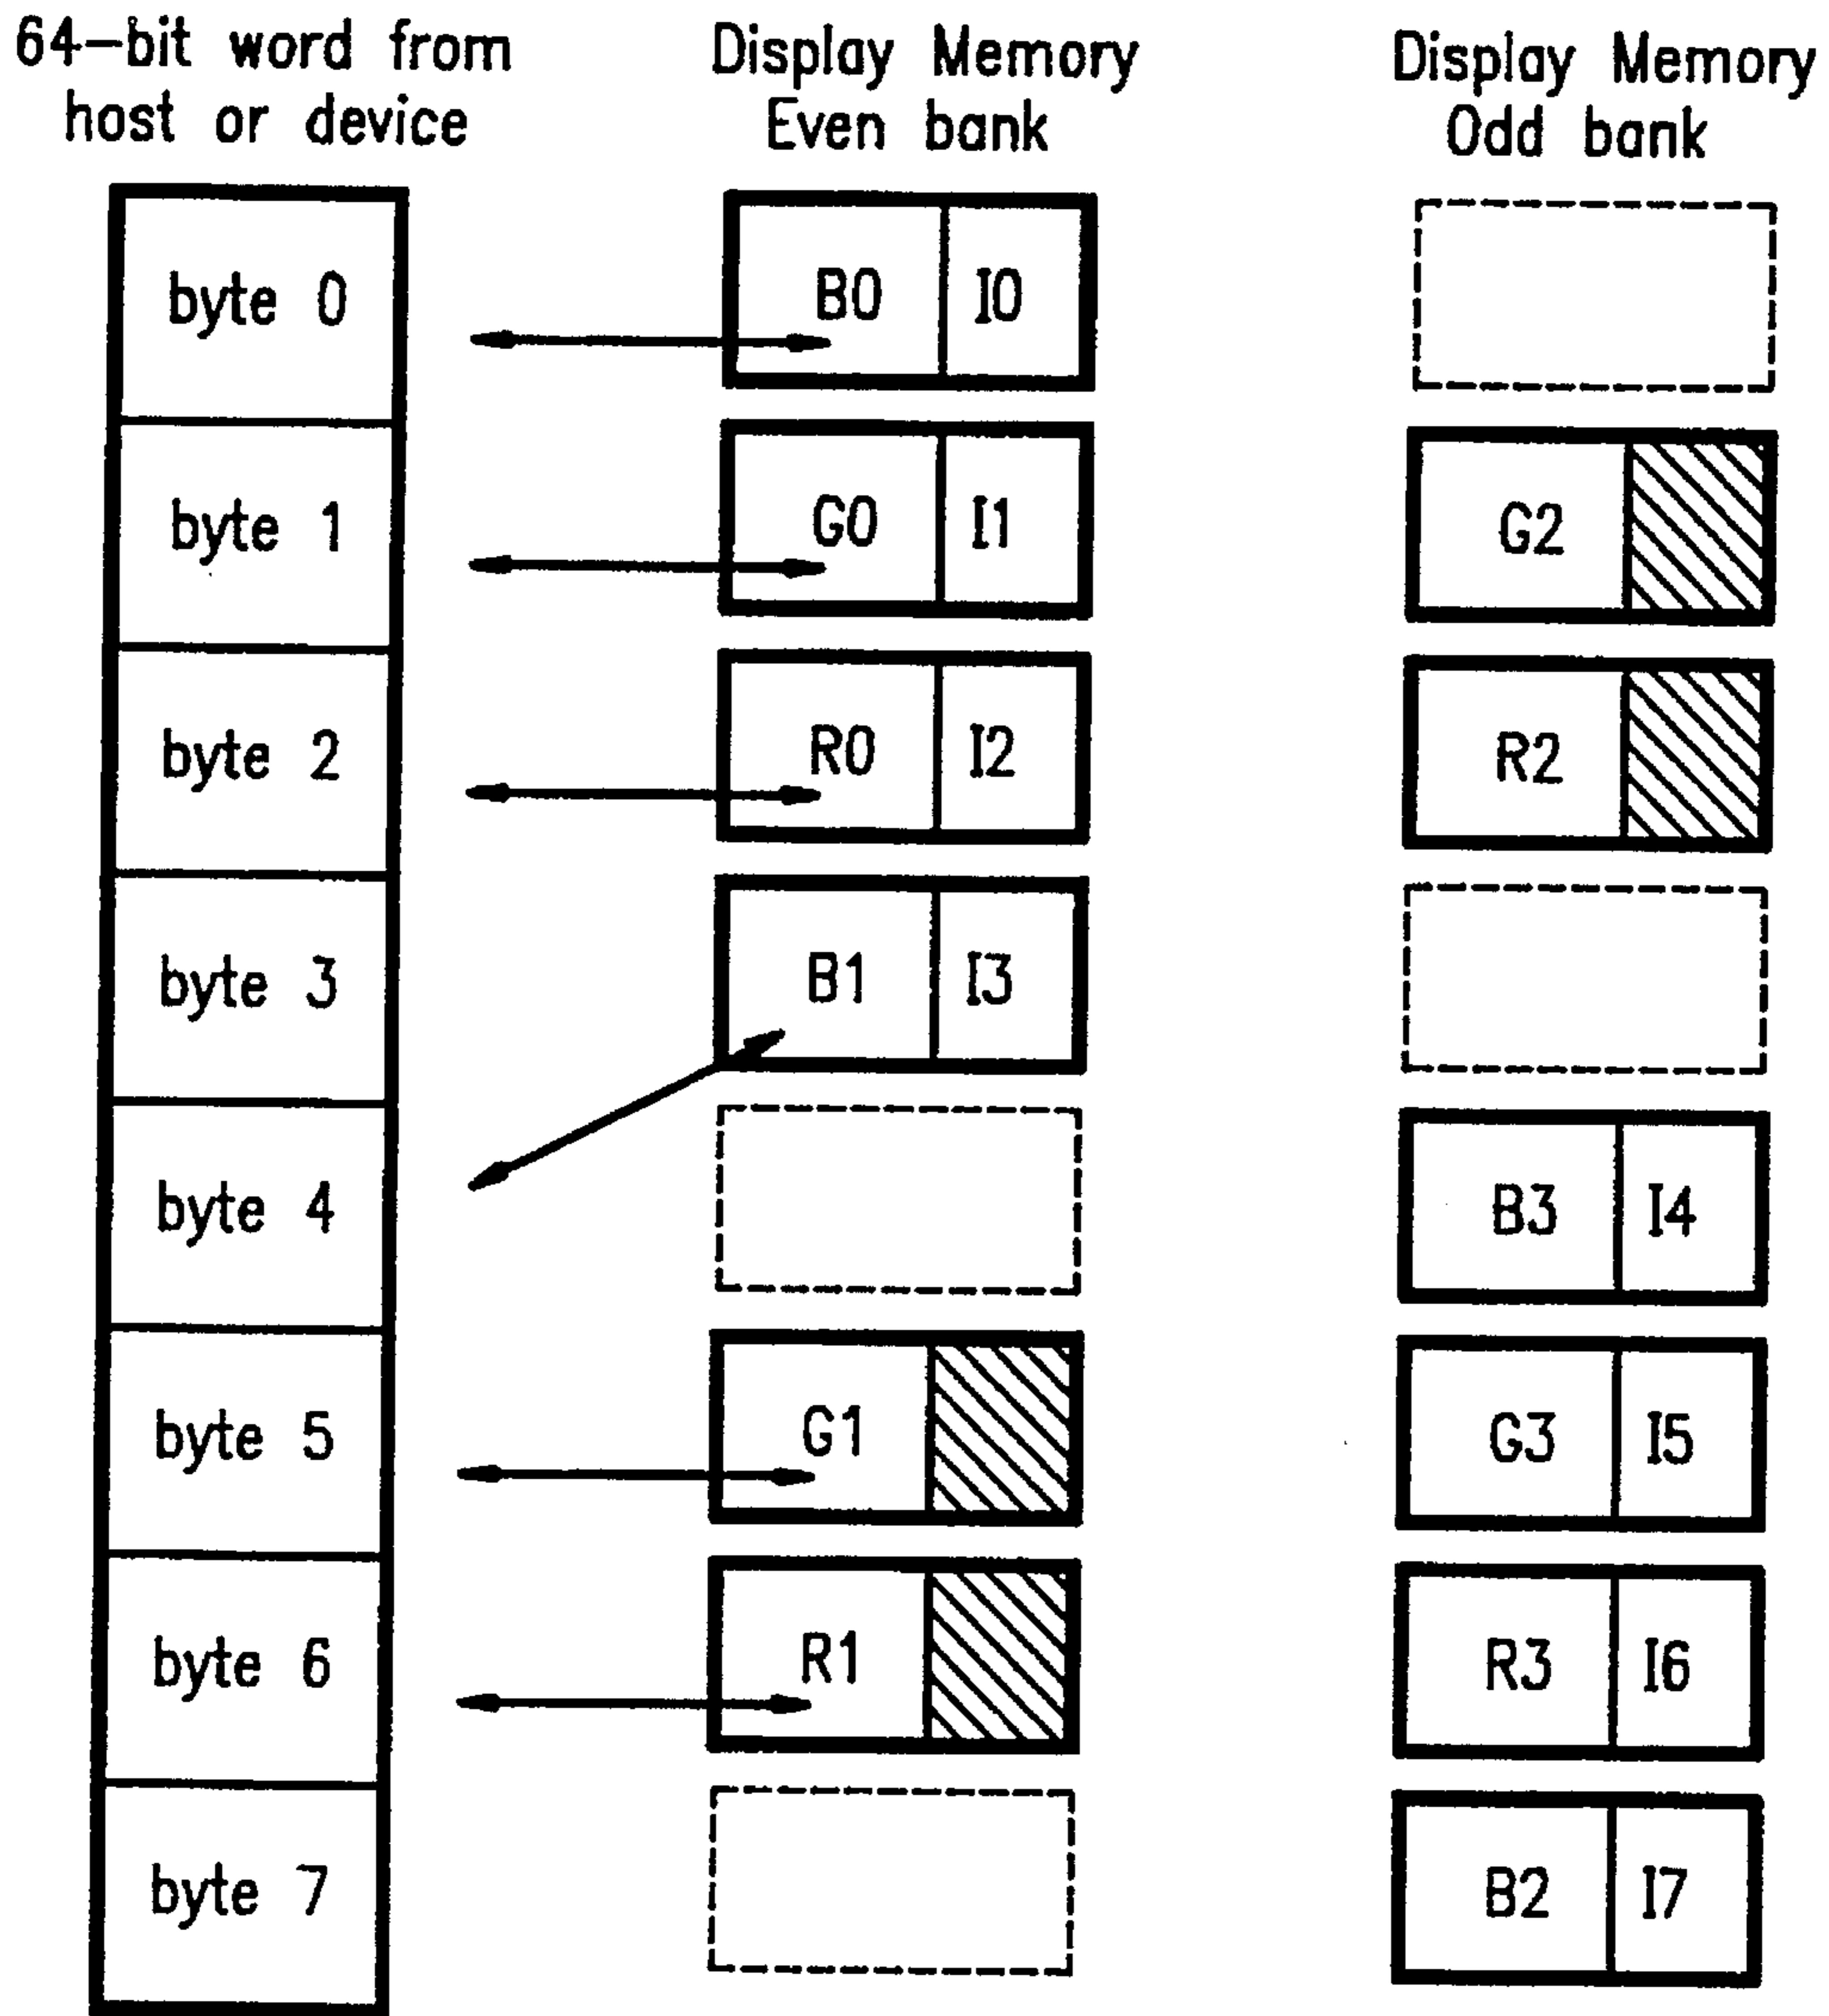 64-bit word from
host or device
Display Memory
Even bank
Display Memory
Odd bank
byte 0
B0 I0
byte 1
G0 I1
G2
byte 2
R0 I2
R2
byte 3
B1 I3
byte 4
B3 I4
byte 5
G1
G3 I5
byte 6
R1
R3 I6
byte 7
B2 I7